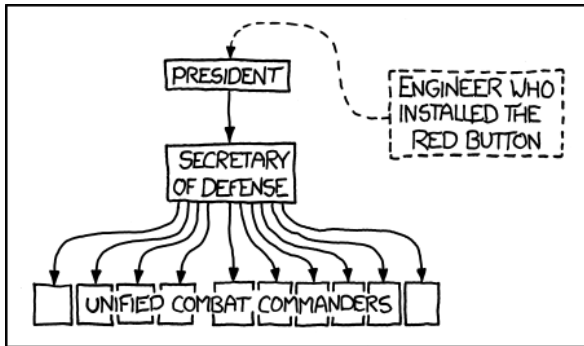 PRESIDENT
ENGINEER WHO
INSTALLED THE
RED BUTTON
SECRETARY
OF DEFENSE
UNIFIED COMBAT COMMANDERS